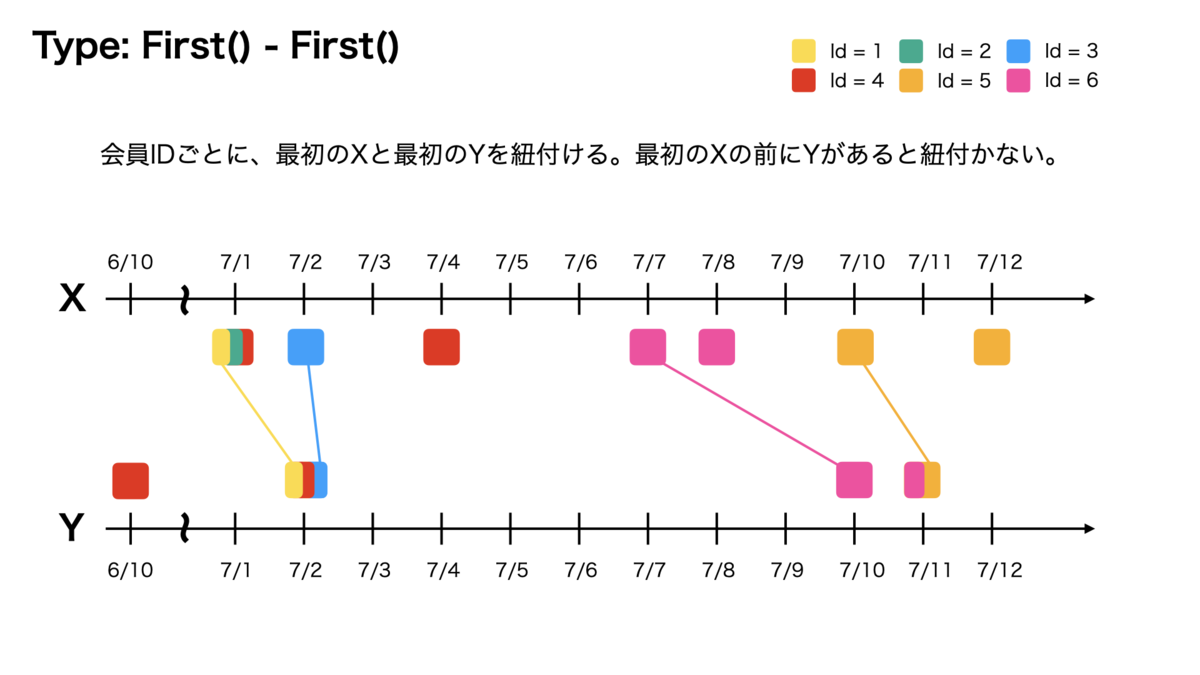 Type: First() - First()
Id = 1 Id = 2 Id = 3
Id = 4 Id = 5 Id = 6
会員IDごとに、最初のXと最初のYを紐付ける。最初のXの前にYがあると紐付かない。
6/10 7/1 7/2 7/3 7/4 7/5 7/6 7/7 7/8 7/9 7/10 7/11 7/12
X
Y
6/10 7/1 7/2 7/3 7/4 7/5 7/6 7/7 7/8 7/9 7/10 7/11 7/12